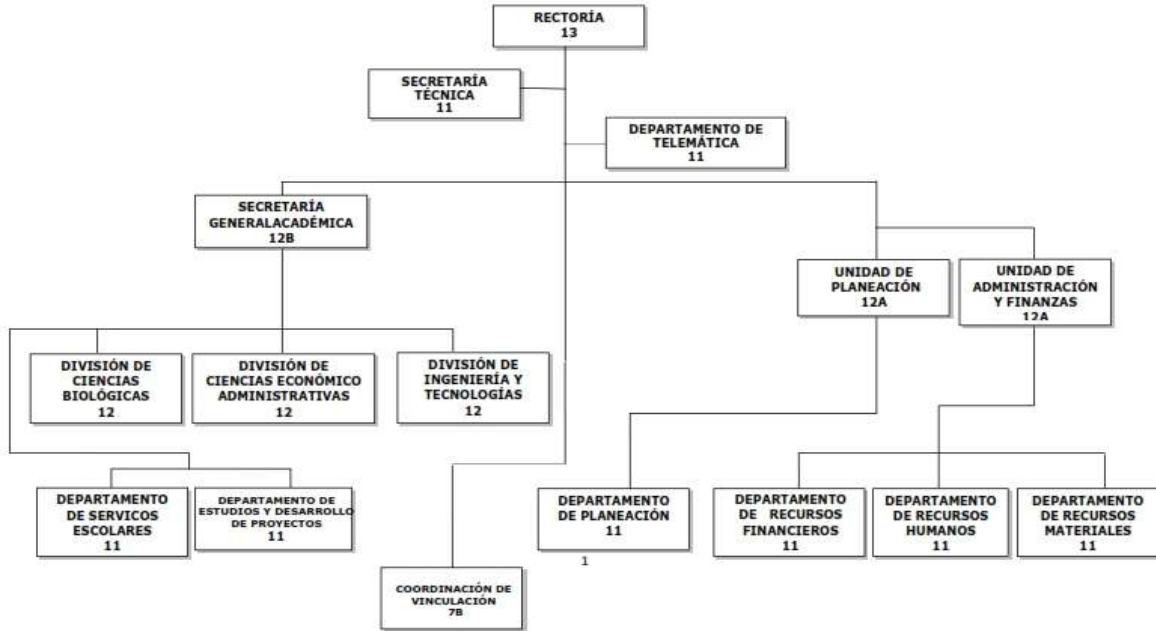 RECTORÍA
13
SECRETARÍA
TÉCNICA
11
DEPARTAMENTO DE
TELEMÁTICA
11
SECRETARÍA
GENERALACADÉMICA
12B
UNIDAD DE
PLANEACIÓN
12A
UNIDAD DE
ADMINISTRACIÓN
Y FINANZAS
12A
DIVISIÓN DE
CIENCIAS
BIOLÓGICAS
12
DIVISIÓN DE
CIENCIAS ECONÓMICO
ADMINISTRATIVAS
12
DIVISIÓN DE
INGENIERÍA Y
TECNOLOGÍAS
12
DEPARTAMENTO
DE SERVICOS
ESCOLARES
11
DEPARTAMENTO DE
ESTUDIOS Y DESARROLLO
DE PROYECTOS
11
DEPARTAMENTO
DE PLANEACIÓN
11
DEPARTAMENTO
DE RECURSOS
FINANCIEROS
11
DEPARTAMENTO
DE RECURSOS
HUMANOS
11
DEPARTAMENTO
DE RECURSOS
MATERIALES
11
1
COORDINACIÓN DE
VINCULACIÓN
7B